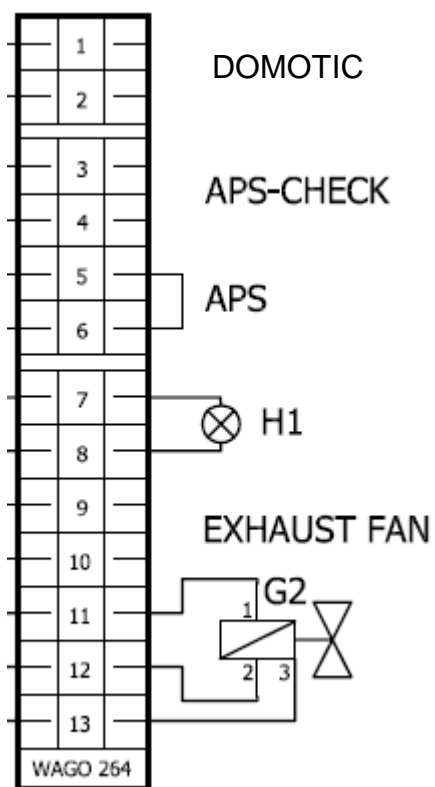 1
DOMOTIC
2
3
APS-CHECK
4
5
APS
6
7
H1
8
9
EXHAUST FAN
10
G2
11
1
12
2 3
13
WAGO 264